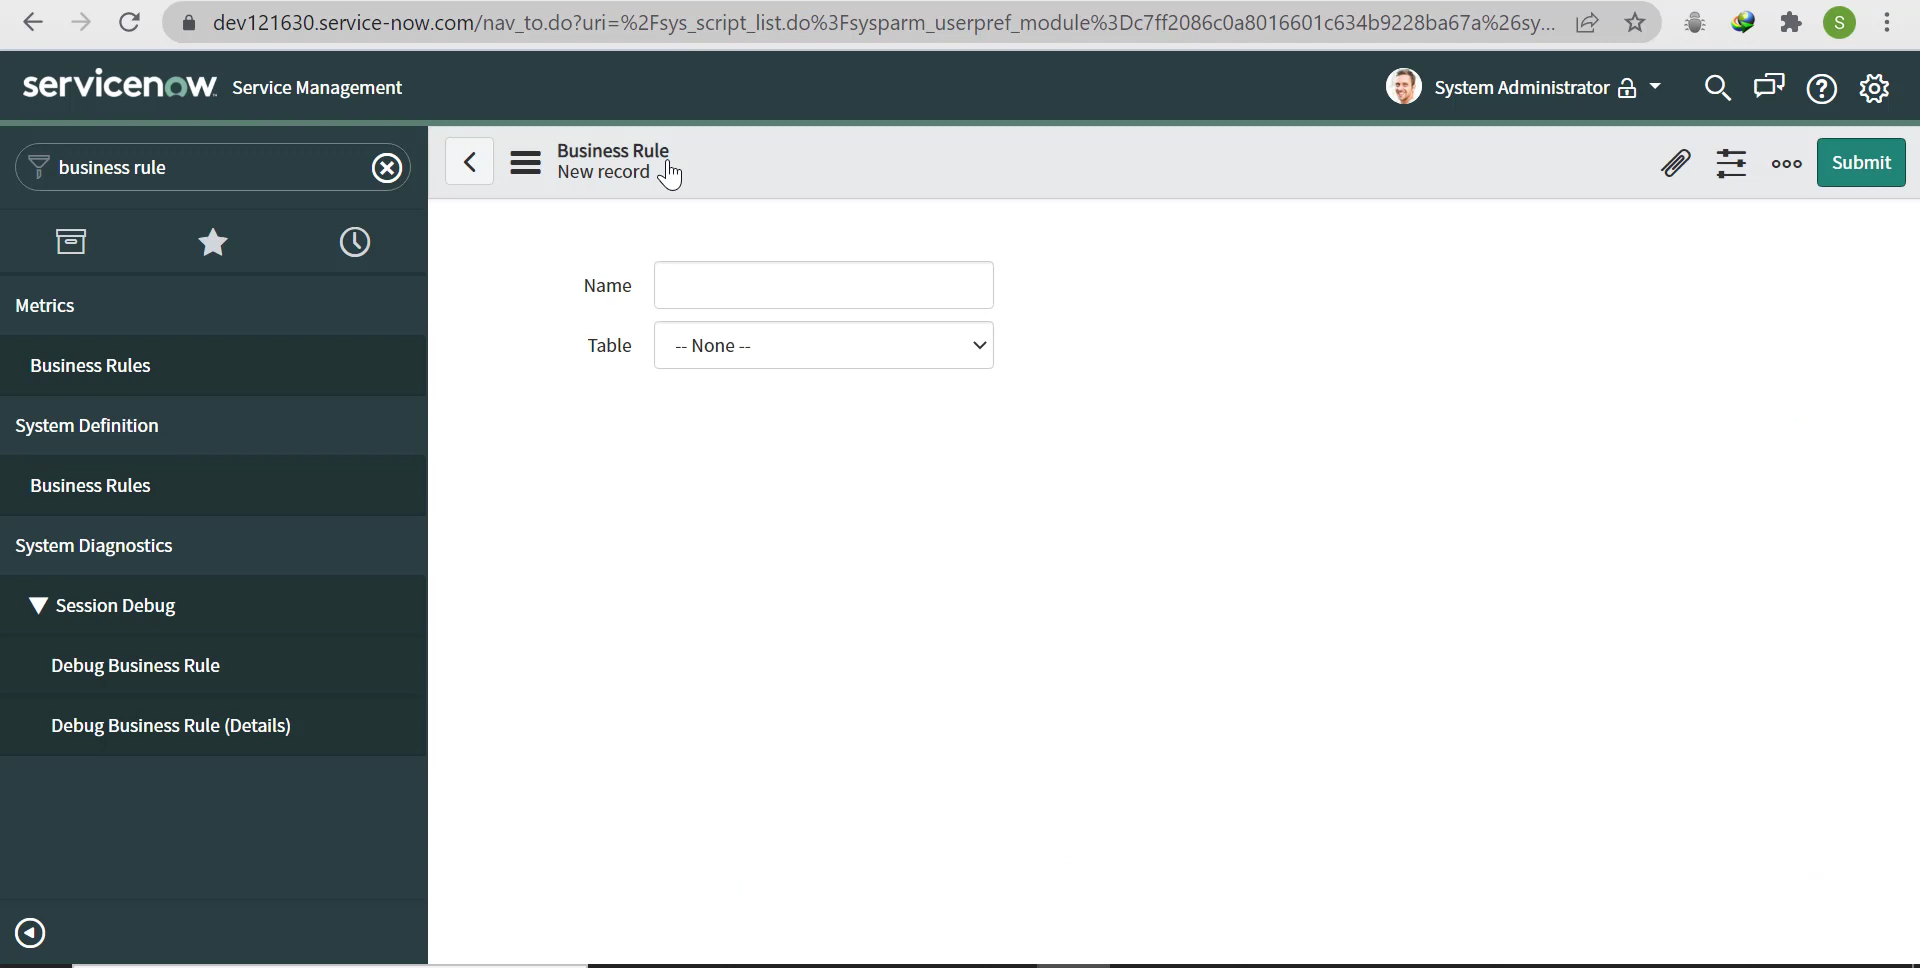 dev121630.service-now.com/nav_to.do?uri=%2Fsys_script_list.do%3Fsysparm_userpref_module%3Dc7ff2086c0a8016601c634b9228ba67a%26sy...
S
servicenow Service Management
System Administrator
business rule
Business Rule
New record
Submit
Metrics
Business Rules
System Definition
Business Rules
System Diagnostics
Session Debug
Debug Business Rule
Debug Business Rule (Details)
Name
Table
-- None --